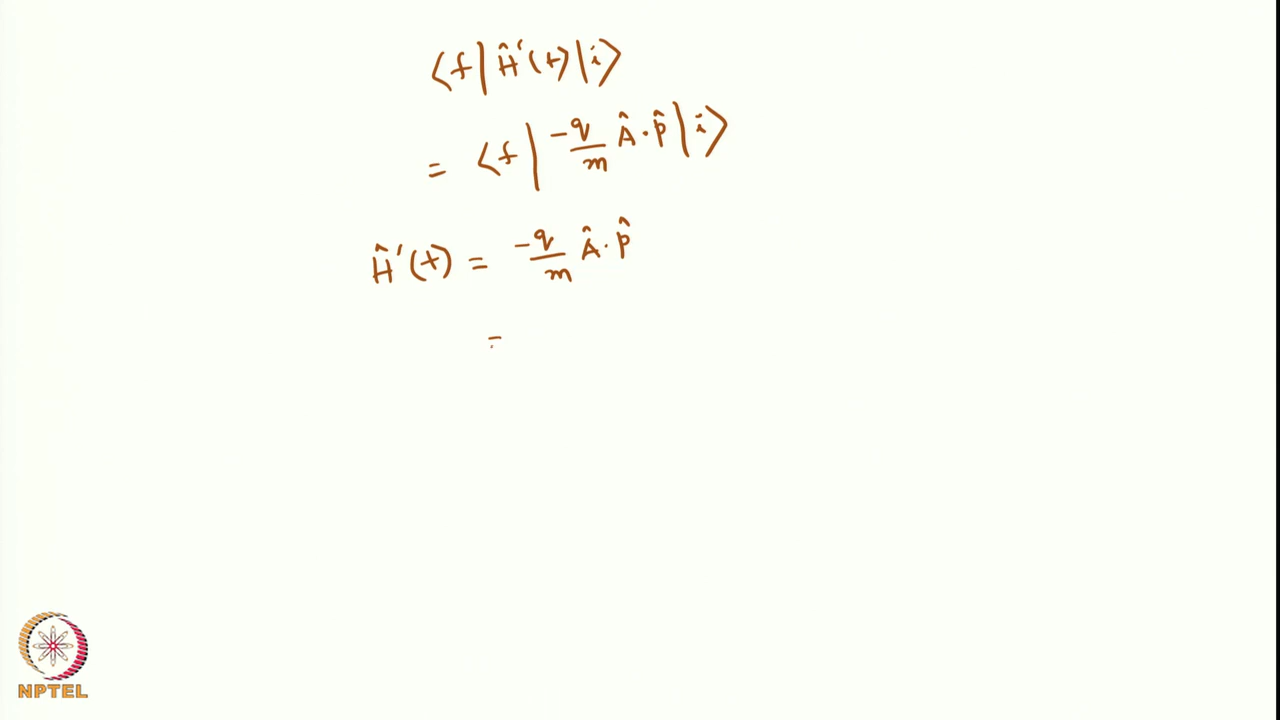 ⟨f|Ĥ'(t)|i⟩
= ⟨f| -q/m Â·p̂ |i⟩
Ĥ'(t) = -q/m Â·p̂
=
NPTEL